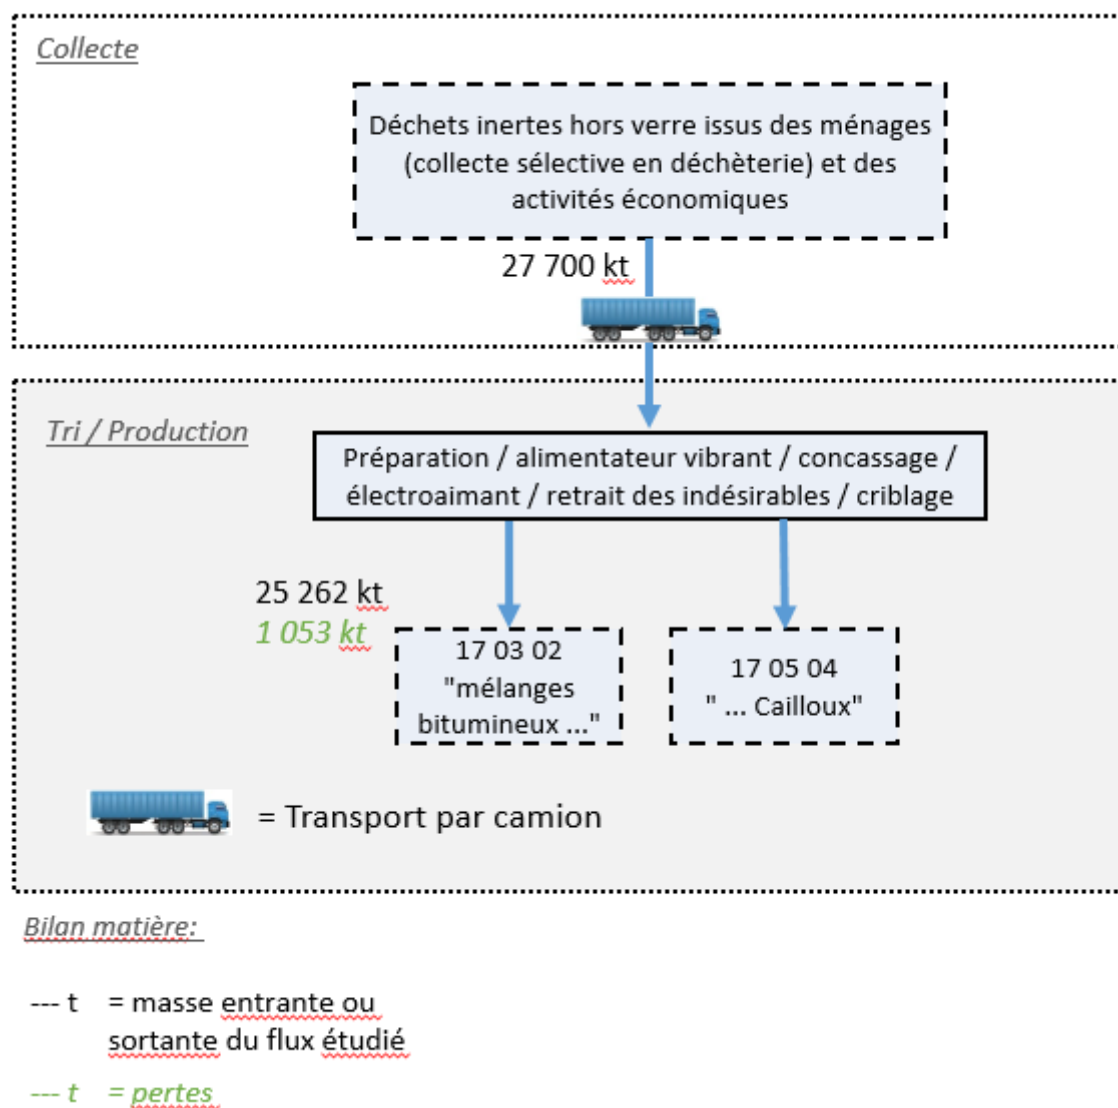 Collecte
Déchets inertes hors verre issus des ménages
(collecte sélective en déchèterie) et des
activités économiques
27 700 kt
Tri / Production
Préparation / alimentateur vibrant / concassage /
électroaimant / retrait des indésirables / criblage
25 262 kt
1 053 kt
17 03 02
"mélanges
bitumineux ..."
17 05 04
" ... Cailloux"
= Transport par camion
Bilan matière:
--- t = masse entrante ou
sortante du flux étudié
--- t = pertes